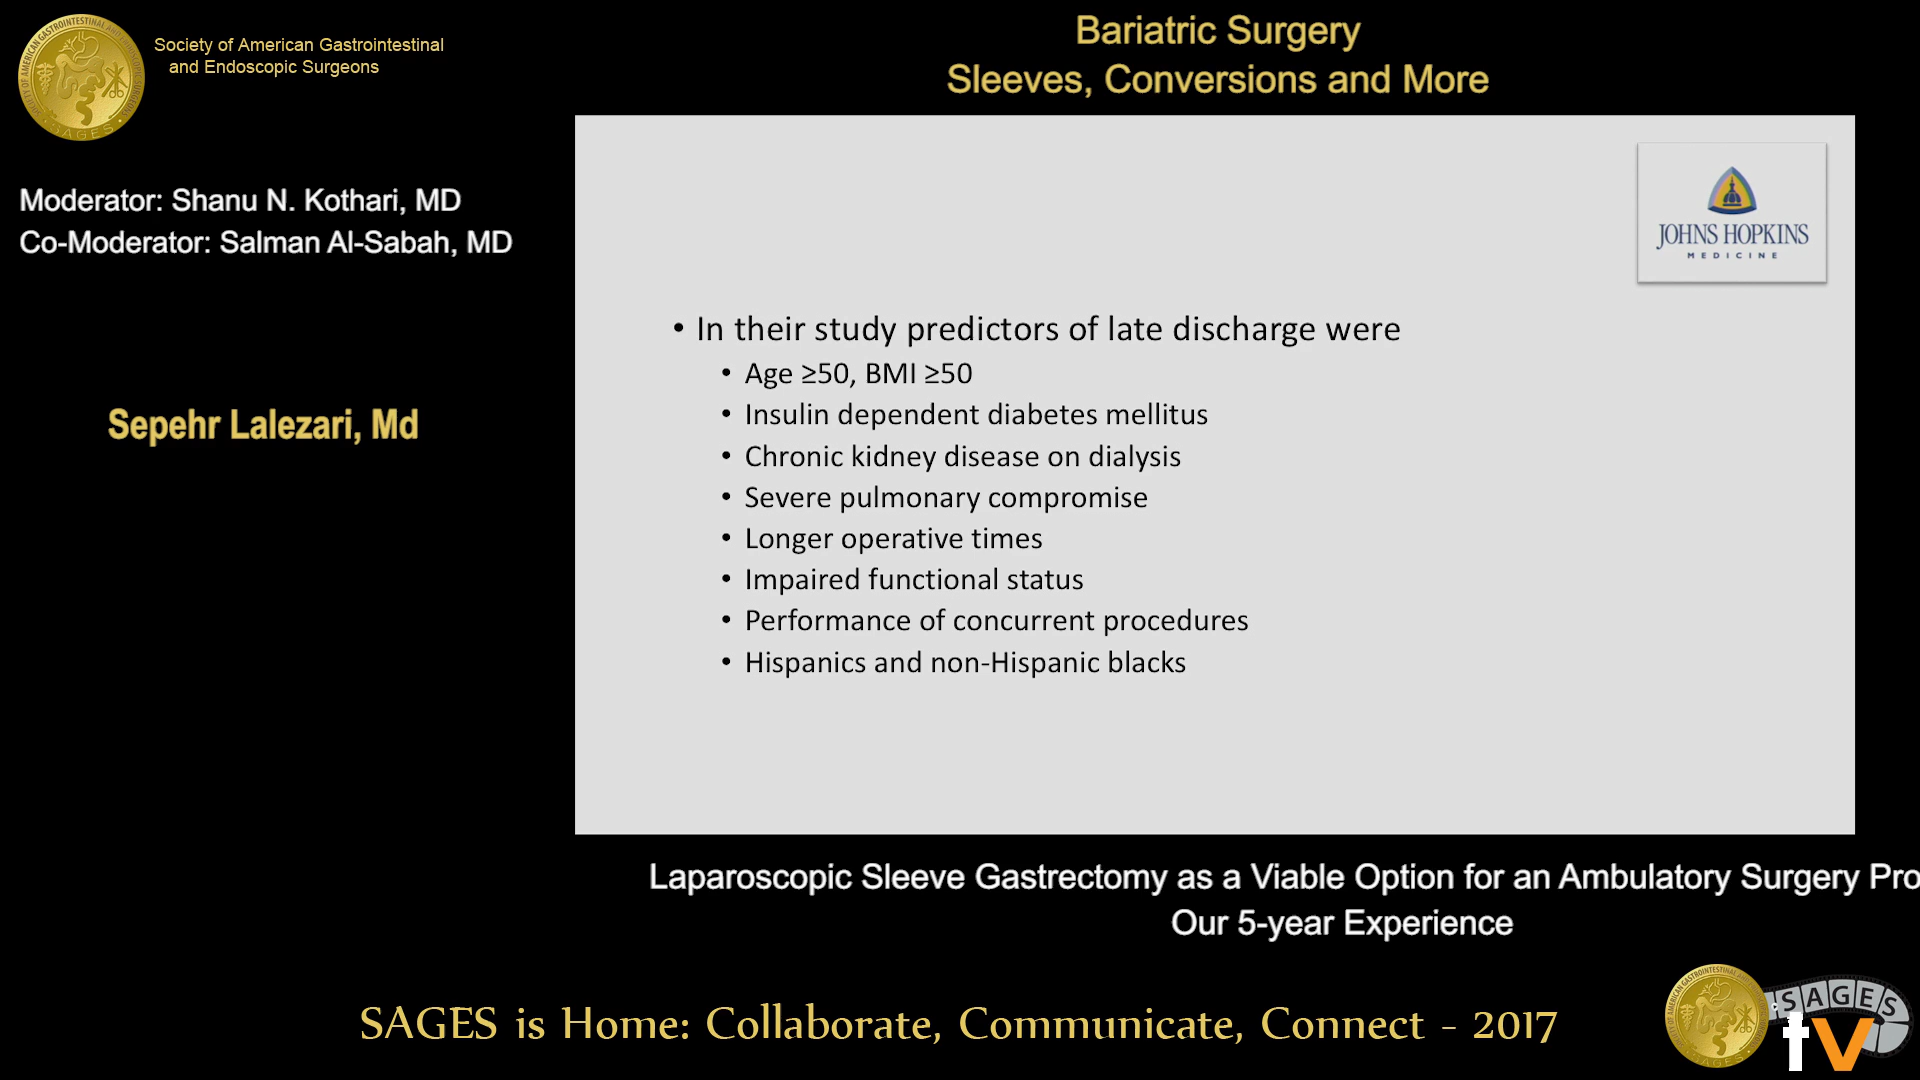 Society of American Gastrointestinal
and Endoscopic Surgeons
Bariatric Surgery
Sleeves, Conversions and More
Moderator: Shanu N. Kothari, MD
Co-Moderator: Salman Al-Sabah, MD
Sepehr Lalezari, Md
JOHNS HOPKINS
MEDICINE
• In their study predictors of late discharge were
• Age ≥50, BMI ≥50
• Insulin dependent diabetes mellitus
• Chronic kidney disease on dialysis
• Severe pulmonary compromise
• Longer operative times
• Impaired functional status
• Performance of concurrent procedures
• Hispanics and non-Hispanic blacks
Laparoscopic Sleeve Gastrectomy as a Viable Option for an Ambulatory Surgery Pro
Our 5-year Experience
SAGES is Home: Collaborate, Communicate, Connect - 2017
SAGES
tv